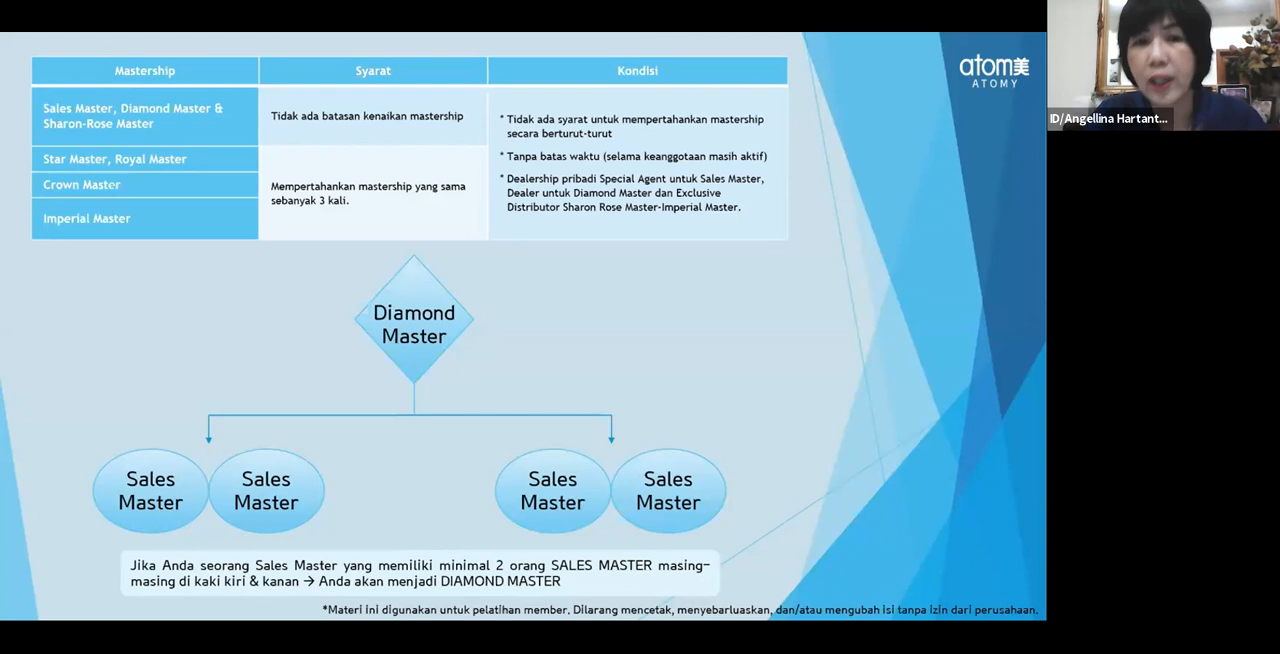 Mastership
Syarat
Kondisi
Sales Master, Diamond Master &
Sharon-Rose Master
Tidak ada batasan kenaikan mastership
* Tidak ada syarat untuk mempertahankan mastership
secara berturut-turut
* Tanpa batas waktu (selama keanggotaan masih aktif)
* Dealership pribadi Special Agent untuk Sales Master,
Dealer untuk Diamond Master dan Exclusive
Distributor Sharon Rose Master-Imperial Master.
Star Master, Royal Master
Crown Master
Imperial Master
Mempertahankan mastership yang sama
sebanyak 3 kali.
atom美
ATOMY
ID/Angellina Hartant...
Diamond
Master
Sales
Master
Sales
Master
Sales
Master
Sales
Master
Jika Anda seorang Sales Master yang memiliki minimal 2 orang SALES MASTER masing-
masing di kaki kiri & kanan → Anda akan menjadi DIAMOND MASTER
*Materi ini digunakan untuk pelatihan member. Dilarang mencetak, menyebarluaskan, dan/atau mengubah isi tanpa izin dari perusahaan.